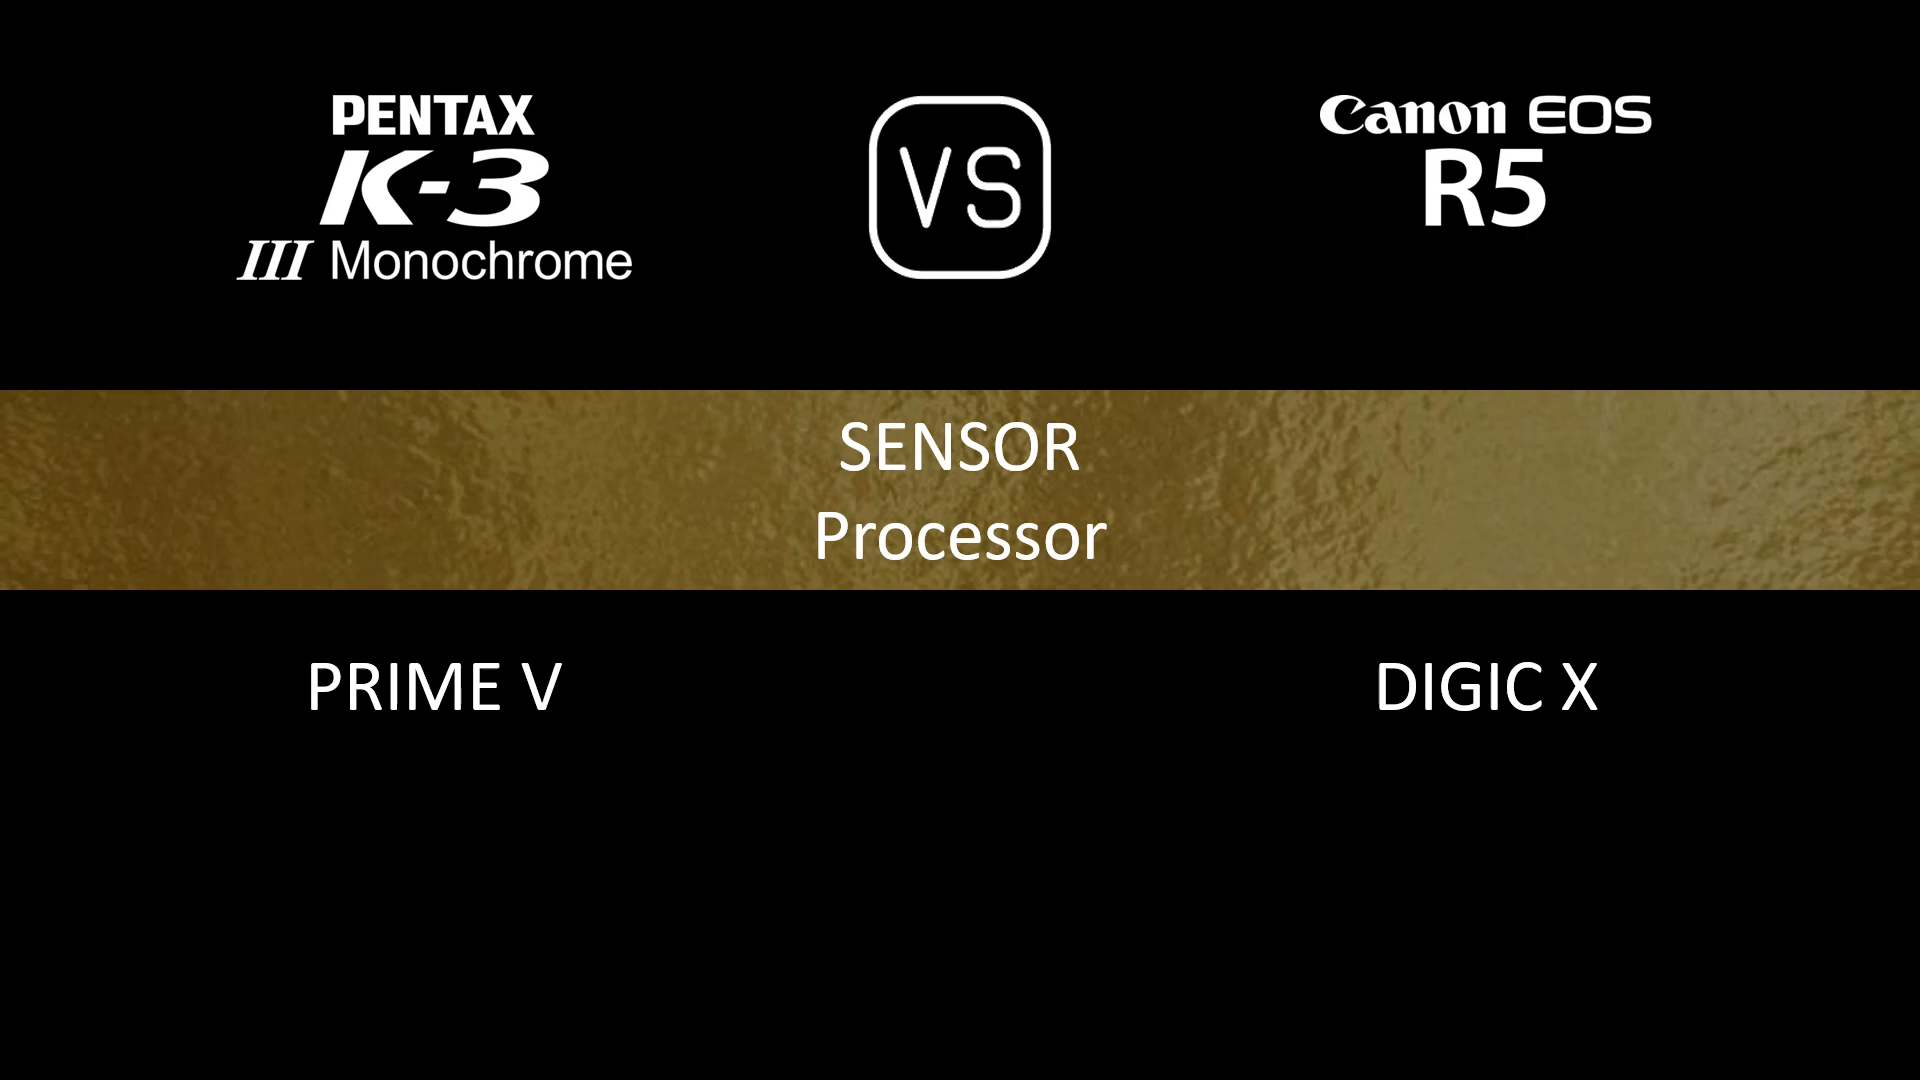 PENTAX
K-3
III Monochrome
VS
Canon EOS
R5
SENSOR
Processor
PRIME V
DIGIC X